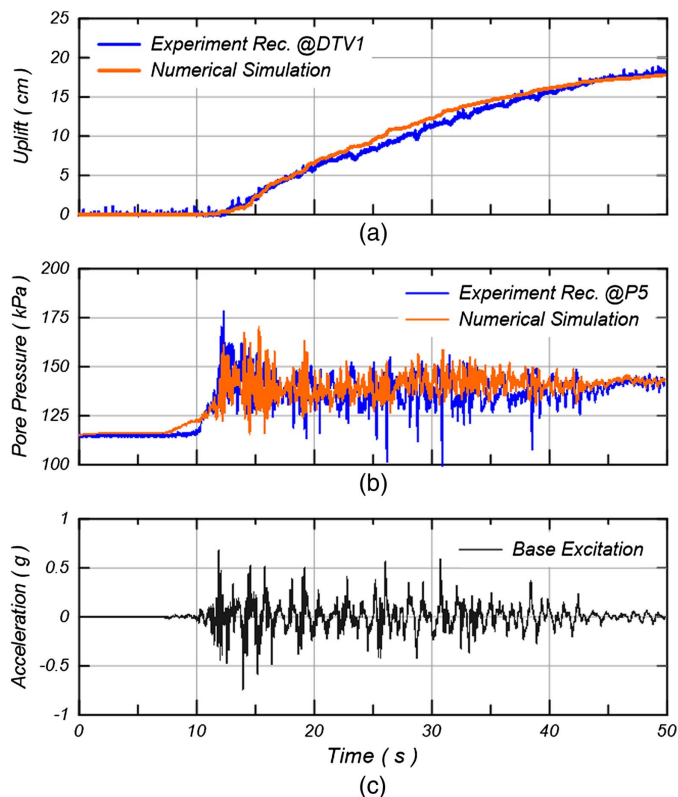 25
20
15
10
5
0
Uplift ( cm )
Experiment Rec. @DTV1
Numerical Simulation
(a)
200
175
150
125
100
Pore Pressure ( kPa )
Experiment Rec. @P5
Numerical Simulation
(b)
1
0.5
0
-0.5
-1
Acceleration ( g )
Base Excitation
0 10 20 30 40 50
Time ( s )
(c)